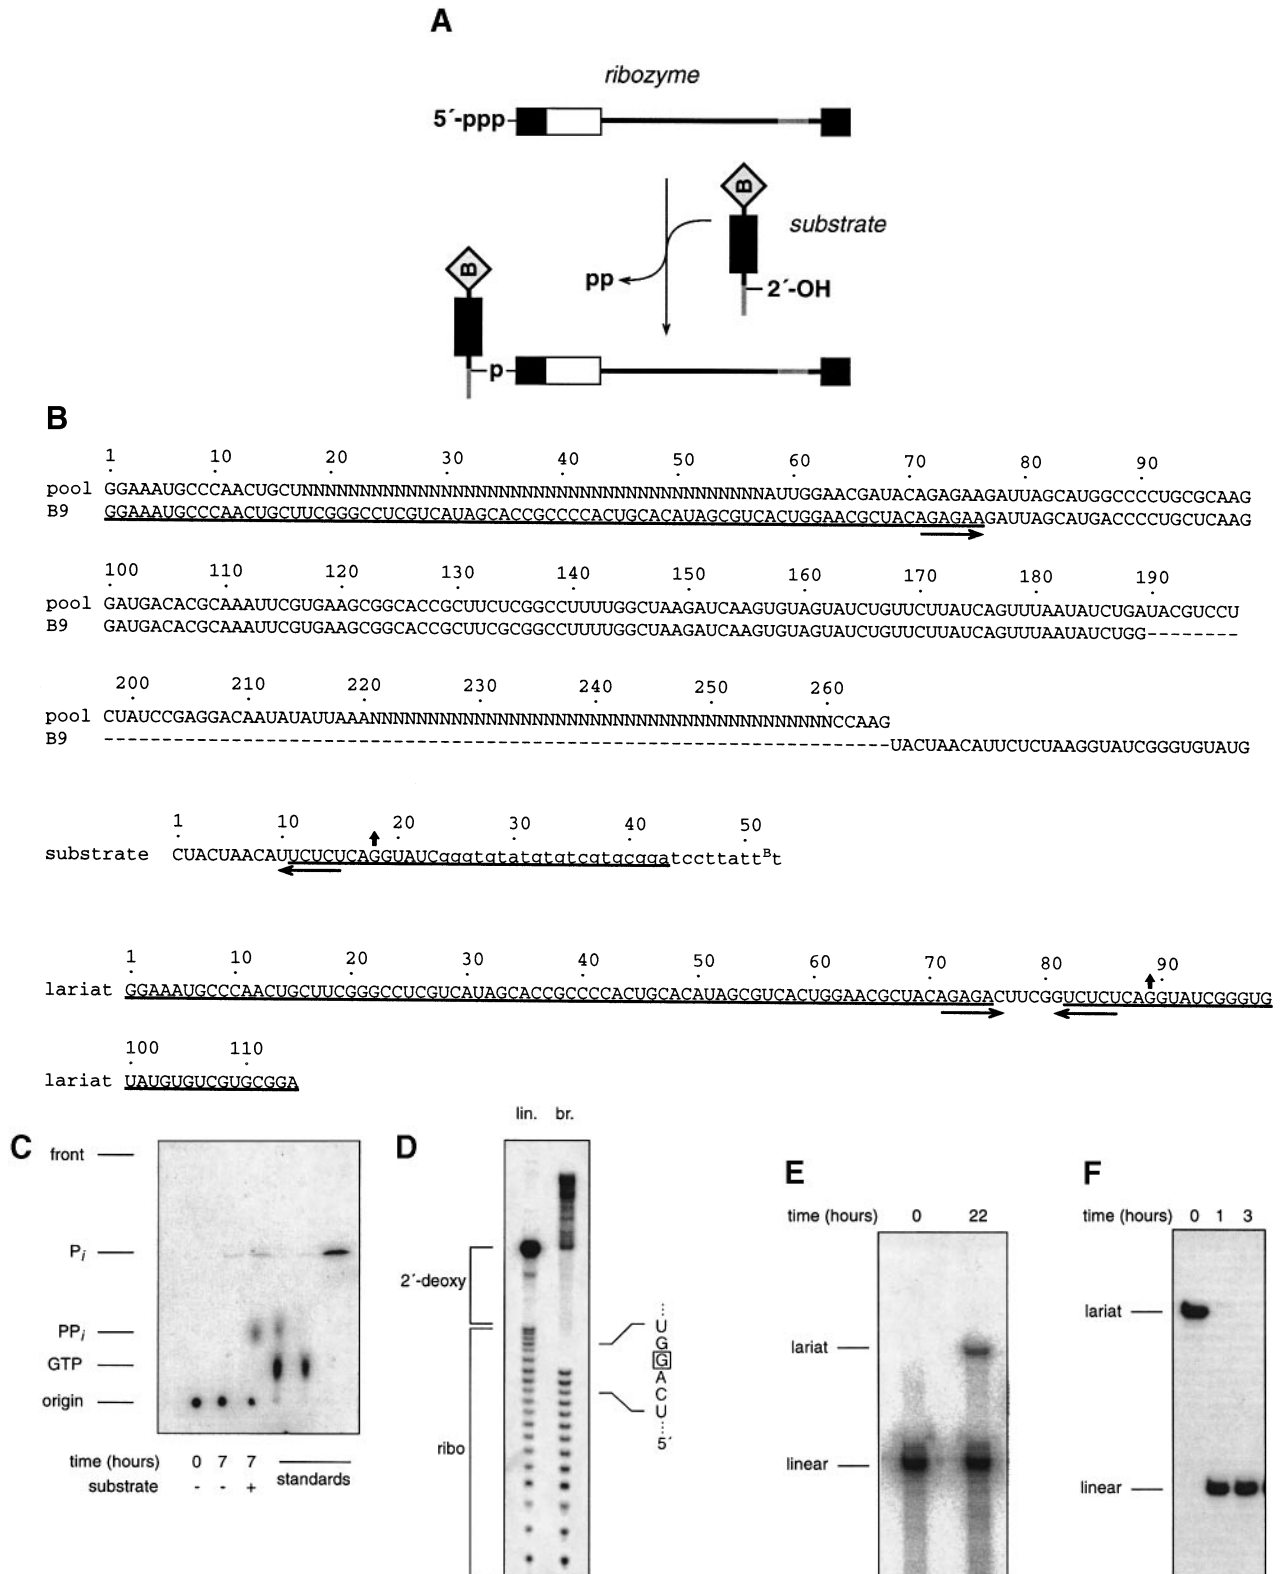 A
ribozyme
5´-ppp
B
substrate
pp
2´-OH
B
p
B
1 10 20 30 40 50 60 70 80 90
pool GGAAAUGCCCAACUGCUNNNNNNNNNNNNNNNNNNNNNNNNNNNNNNNNNNNNNNNNAUUGGAACGAUACAGAGAAGAUUAGCAUGGCCCCUGCGCAAG
B9 GGAAAUGCCCAACUGCUUCGGGCCUCGUCAUAGCACCGCCCCACUGCACAUAGCGUCACUGGAACGCUACAGAGAAGAUUAGCAUGACCCCUGCUCAAG
100 110 120 130 140 150 160 170 180 190
pool GAUGACACGCAAAUUCGUGAAGCGGCACCGCUUCUCGGCCUUUUGGCUAAGAUCAAGUGUAGUAUCUGUUCUUAUCAGUUUAAUAUCUGAUACGUCCU
B9 GAUGACACGCAAAUUCGUGAAGCGGCACCGCUUCGCGGCCUUUUGGCUAAGAUCAAGUGUAGUAUCUGUUCUUAUCAGUUUAAUAUCUGG--------
200 210 220 230 240 250 260
pool CUAUCCGAGGACAAUAUAUUAAANNNNNNNNNNNNNNNNNNNNNNNNNNNNNNNNNNNNNNNNCCAAG
B9 --------------------------------------------------------------------UACUAACAUUCUCUAAGGUAUCGGGUGUAUG
1 10 20 30 40 50
substrate CUACUAACAUUCUCUCAGGUAUCgggtgtatgtgtcgtgcggatccttattᴮt
1 10 20 30 40 50 60 70 80 90
lariat GGAAAUGCCCAACUGCUUCGGGCCUCGUCAUAGCACCGCCCCACUGCACAUAGCGUCACUGGAACGCUACAGAGACUUCGGUCUCUCAGGUAUCGGGUG
100 110
lariat UAUGUGUCGUGCGGA
C
front
Pi
PPi
GTP
origin
time (hours) 0 7 7
substrate - - +
standards
D
lin. br.
2´-deoxy
ribo
U
G
G
A
C
U
5´
E
time (hours) 0 22
lariat
linear
F
time (hours) 0 1 3
lariat
linear